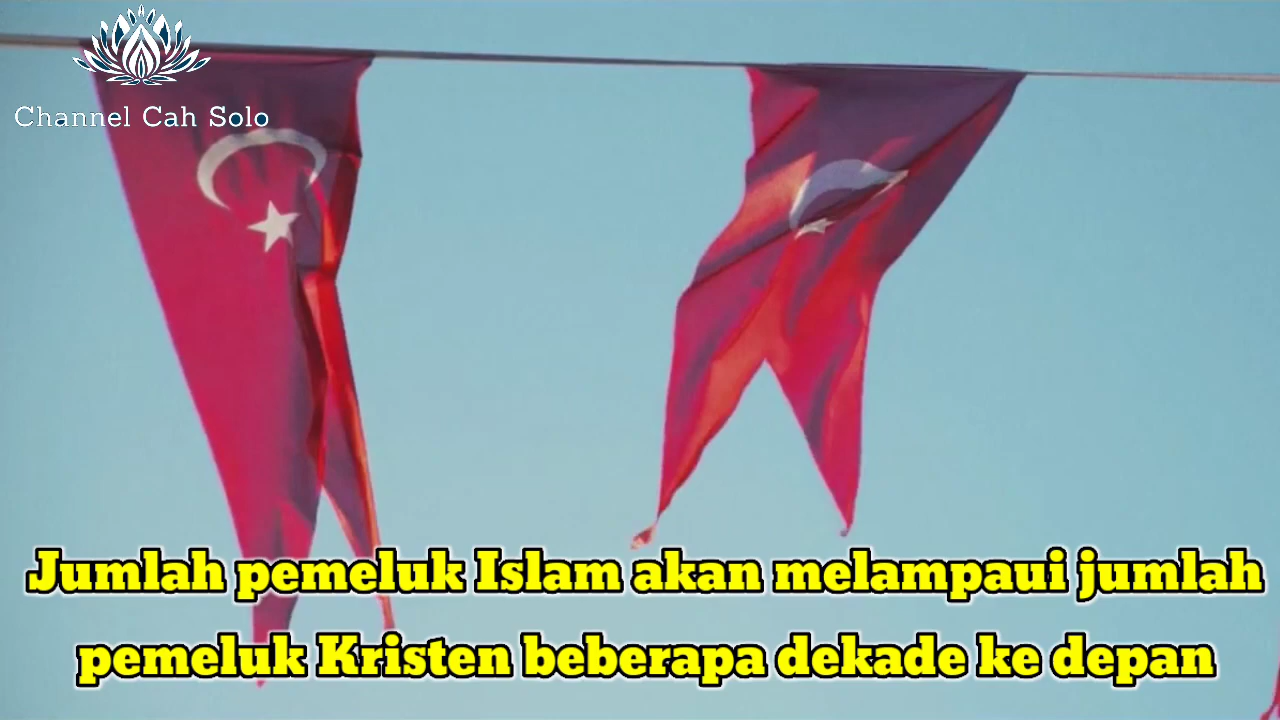 Channel Cah Solo
Jumlah pemeluk Islam akan melampaui jumlah
pemeluk Kristen beberapa dekade ke depan